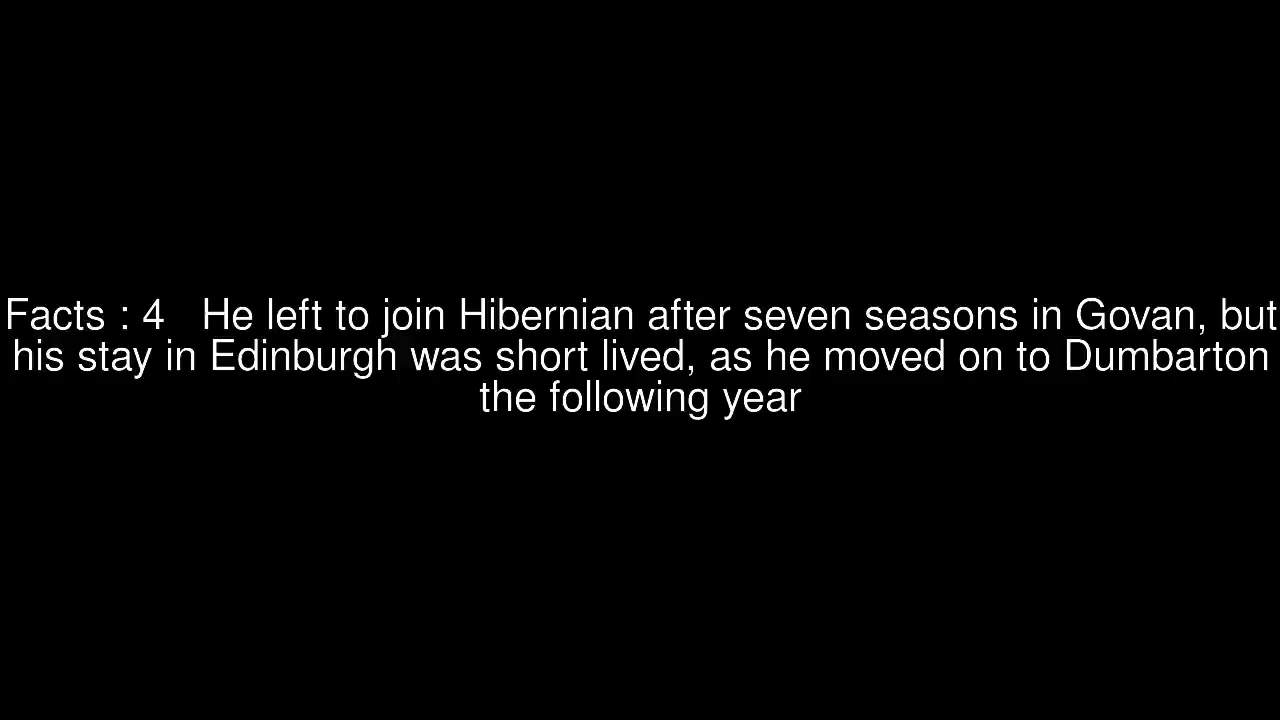 Facts : 4   He left to join Hibernian after seven seasons in Govan, but
his stay in Edinburgh was short lived, as he moved on to Dumbarton
the following year